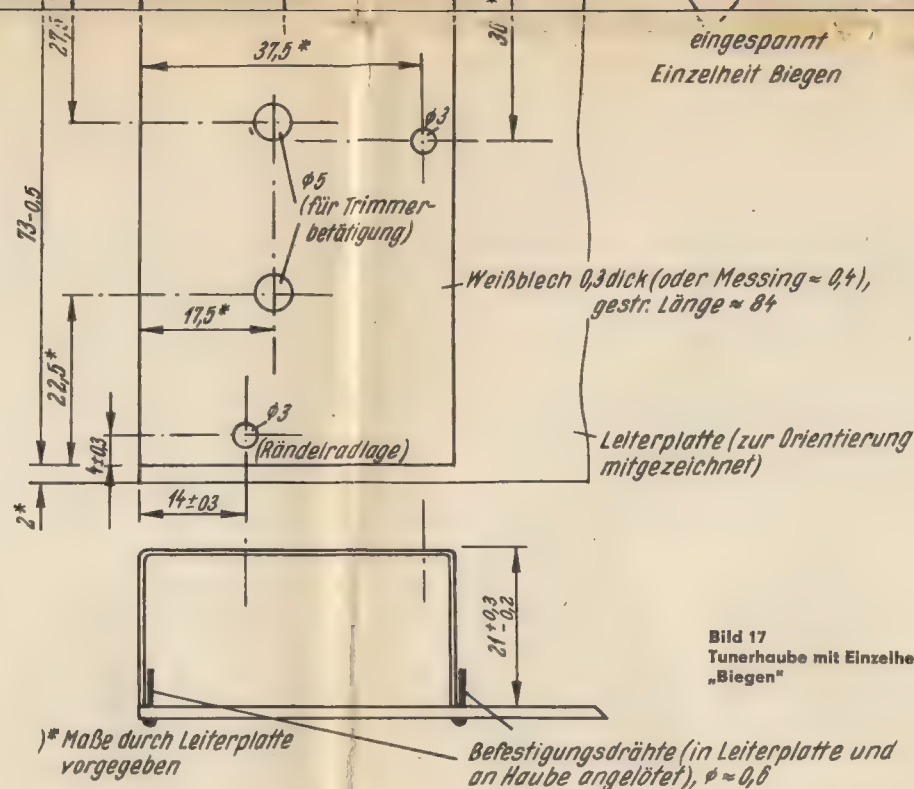 27,5
37,5*
30
eingespannt
Einzelheit Biegen
ϕ3
ϕ5
(für Trimmer-
betätigung)
73-0,5
Weißblech 0,3 dick (oder Messing ≈ 0,4),
gestr. Länge ≈ 84
17,5*
22,5*
ϕ3
(Rändelradlage)
4±0,3
Leiterplatte (zur Orientierung
mitgezeichnet)
14±03
2*
21 +0,3 -0,2
Bild 17
Tunerhaube mit Einzelhe
„Biegen"
)* Maße durch Leiterplatte
vorgegeben
Befestigungsdrähte (in Leiterplatte und
an Haube angelötet), ϕ ≈ 0,6